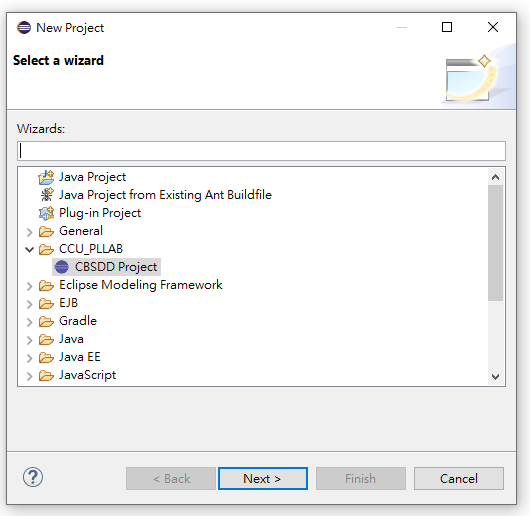 New Project
Select a wizard
Wizards:
Java Project
Java Project from Existing Ant Buildfile
Plug-in Project
General
CCU_PLLAB
CBSDD Project
Eclipse Modeling Framework
EJB
Gradle
Java
Java EE
JavaScript
?
< Back
Next >
Finish
Cancel